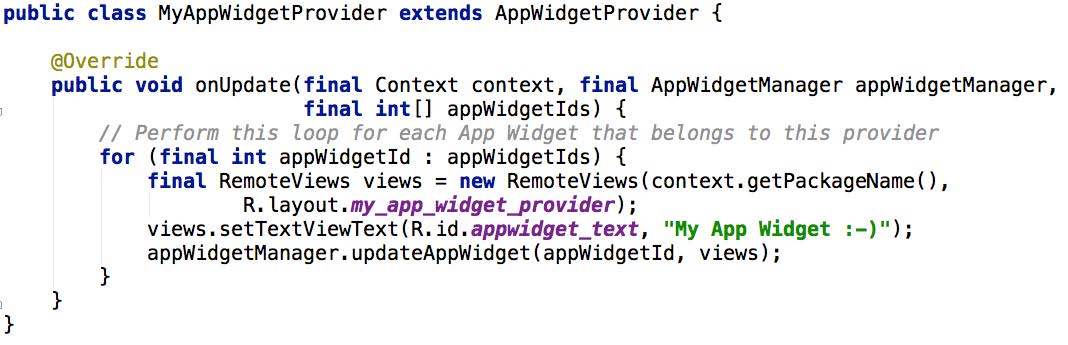 public class MyAppWidgetProvider extends AppWidgetProvider {
@Override
public void onUpdate(final Context context, final AppWidgetManager appWidgetManager,
final int[] appWidgetIds) {
// Perform this loop for each App Widget that belongs to this provider
for (final int appWidgetId : appWidgetIds) {
final RemoteViews views = new RemoteViews(context.getPackageName(),
R.layout.my_app_widget_provider);
views.setTextViewText(R.id.appwidget_text, "My App Widget :-)");
appWidgetManager.updateAppWidget(appWidgetId, views);
}
}
}